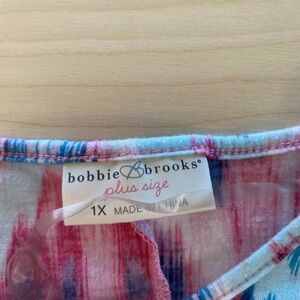 bobbie B brooks®
plus size
1X MADE IN CHINA